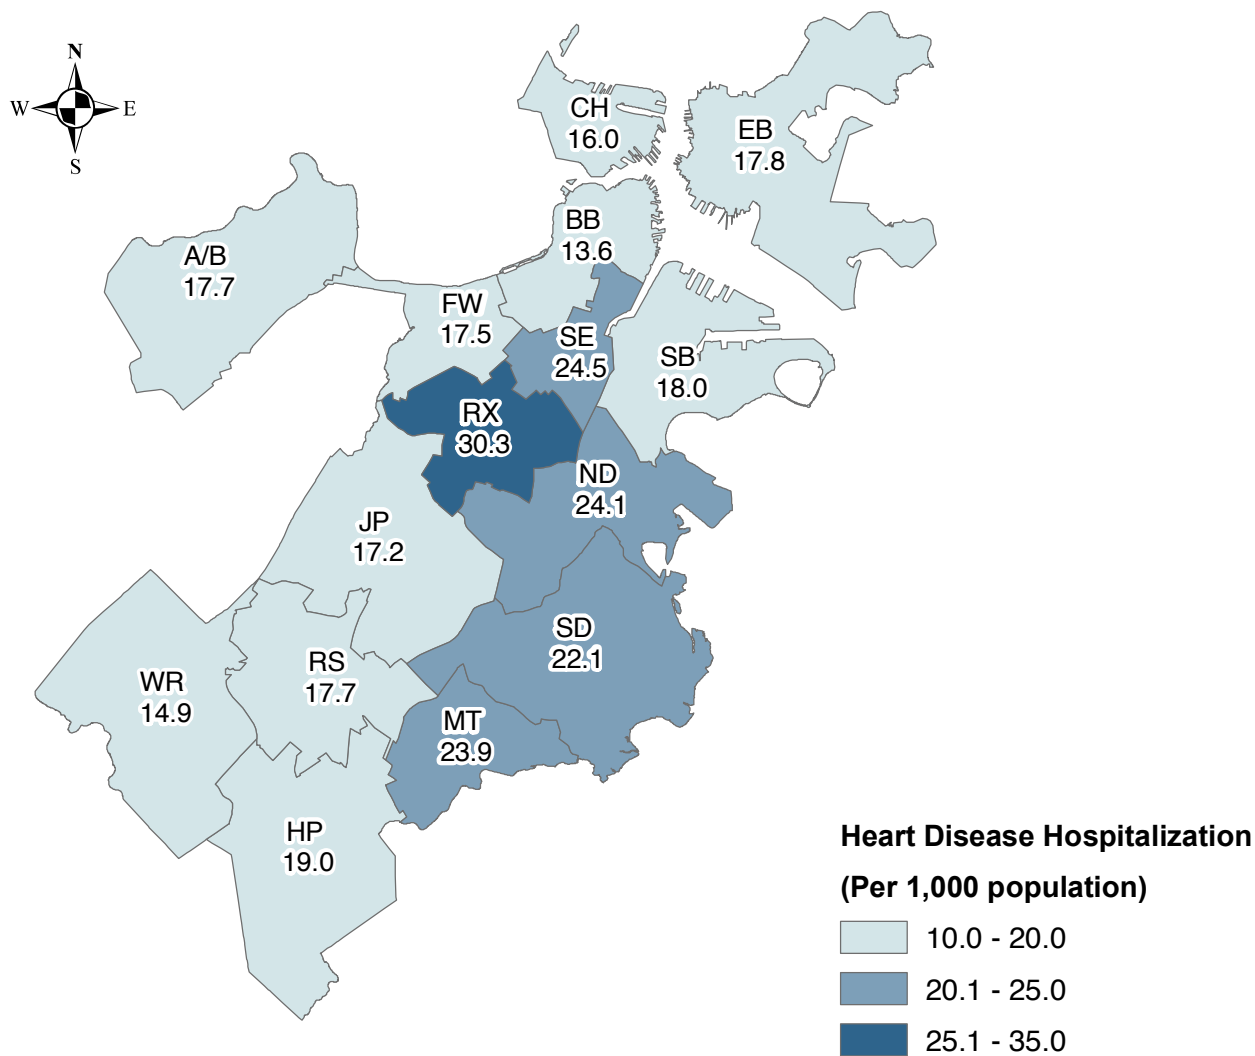 N
W E
S
CH
16.0
EB
17.8
BB
13.6
A/B
17.7
FW
17.5
SE
24.5
SB
18.0
RX
30.3
ND
24.1
JP
17.2
SD
22.1
RS
17.7
WR
14.9
MT
23.9
HP
19.0
Heart Disease Hospitalization
(Per 1,000 population)
10.0 - 20.0
20.1 - 25.0
25.1 - 35.0